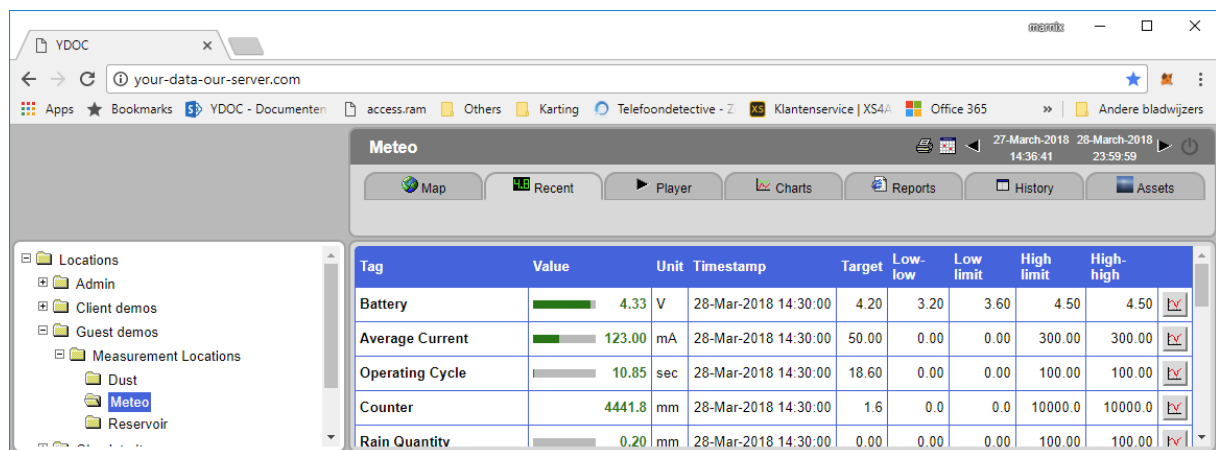 marnix
YDOC
your-data-our-server.com
Apps Bookmarks YDOC - Documenten access.ram Others Karting Telefoondetective - Z Klantenservice | XS4A Office 365 » Andere bladwijzers
Meteo 27-March-2018 14:36:41 28-March-2018 23:59:59
Map 4.8 Recent Player Charts Reports History Assets
Locations
Admin
Client demos
Guest demos
Measurement Locations
Dust
Meteo
Reservoir
Tag Value Unit Timestamp Target Low-low Low limit High limit High-high
Battery 4.33 V 28-Mar-2018 14:30:00 4.20 3.20 3.60 4.50 4.50
Average Current 123.00 mA 28-Mar-2018 14:30:00 50.00 0.00 0.00 300.00 300.00
Operating Cycle 10.85 sec 28-Mar-2018 14:30:00 18.60 0.00 0.00 100.00 100.00
Counter 4441.8 mm 28-Mar-2018 14:30:00 1.6 0.0 0.0 10000.0 10000.0
Rain Quantity 0.20 mm 28-Mar-2018 14:30:00 0.00 0.00 0.00 100.00 100.00